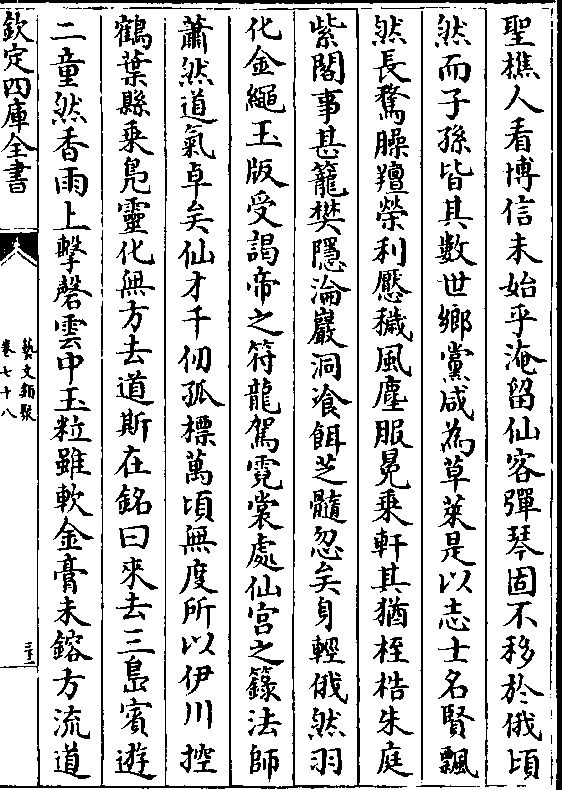 聖樵人看博信未始乎淹留仙客彈琴固不移於俄頃
然而子孫皆其數世鄉黨咸為草萊是以志士名賢飄
然長騖臊羶榮利懕穢風塵服冕乘軒其猶桎梏朱庭
紫閣事甚籠樊隱淪巖洞飡餌芝髓忽矣身輕俄然羽
化金繩玉版受謁帝之符龍駕霓裳處仙宫之籙法師
蕭然道氣卓矣仙才千仞孤標萬頃無度所以伊川控
鶴葉縣乘鳬靈化無方去道斯在銘曰來去三島賓遊
二童然香雨上擊磬雲中玉粒雖軟金膏未鎔方流道
欽定四庫全書
藝文類聚
卷七十八